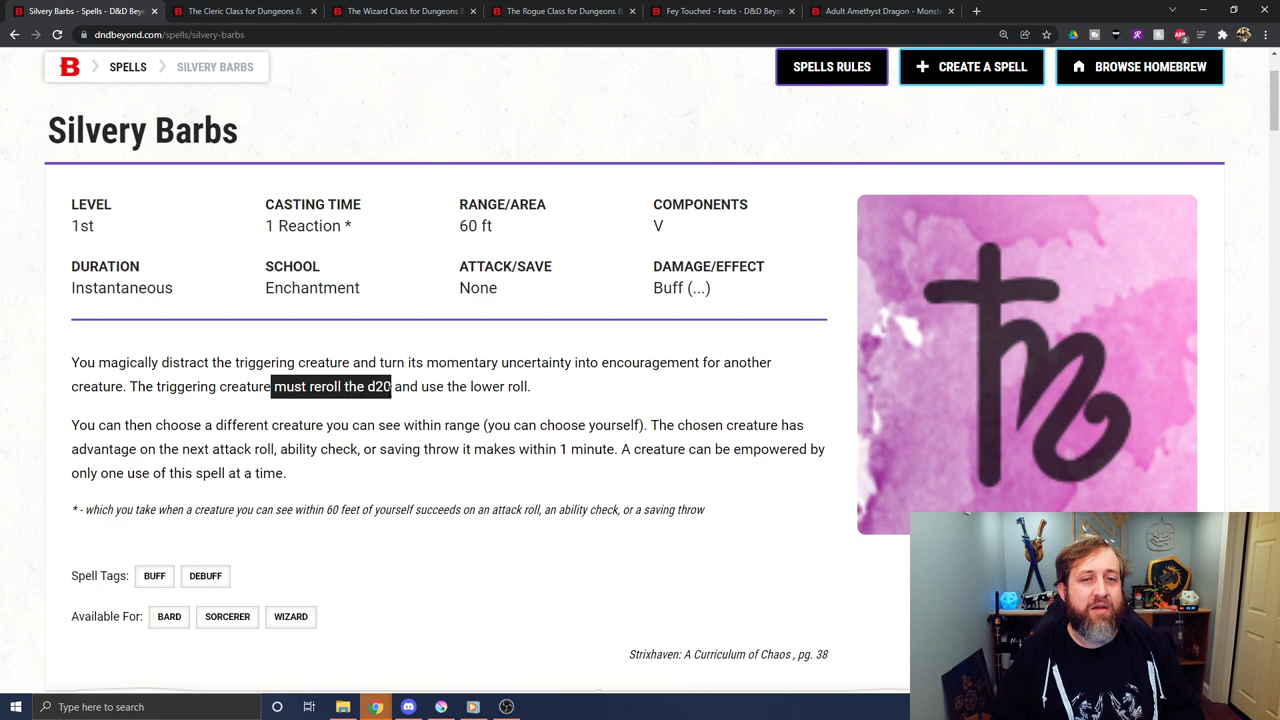 Silvery Barbs - Spells - D&D Bey
The Cleric Class for Dungeons &
The Wizard Class for Dungeons &
The Rogue Class for Dungeons &
Fey Touched - Feats - D&D Beyo
Adult Amethyst Dragon - Monst
dndbeyond.com/spells/silvery-barbs
B SPELLS SILVERY BARBS
SPELLS RULES
CREATE A SPELL
BROWSE HOMEBREW
Silvery Barbs
LEVEL CASTING TIME RANGE/AREA COMPONENTS
1st 1 Reaction * 60 ft V
DURATION SCHOOL ATTACK/SAVE DAMAGE/EFFECT
Instantaneous Enchantment None Buff (...)
You magically distract the triggering creature and turn its momentary uncertainty into encouragement for another
creature. The triggering creature must reroll the d20 and use the lower roll.
You can then choose a different creature you can see within range (you can choose yourself). The chosen creature has
advantage on the next attack roll, ability check, or saving throw it makes within 1 minute. A creature can be empowered by
only one use of this spell at a time.
* - which you take when a creature you can see within 60 feet of yourself succeeds on an attack roll, an ability check, or a saving throw
Spell Tags: BUFF DEBUFF
Available For: BARD SORCERER WIZARD
Strixhaven: A Curriculum of Chaos , pg. 38
Type here to search